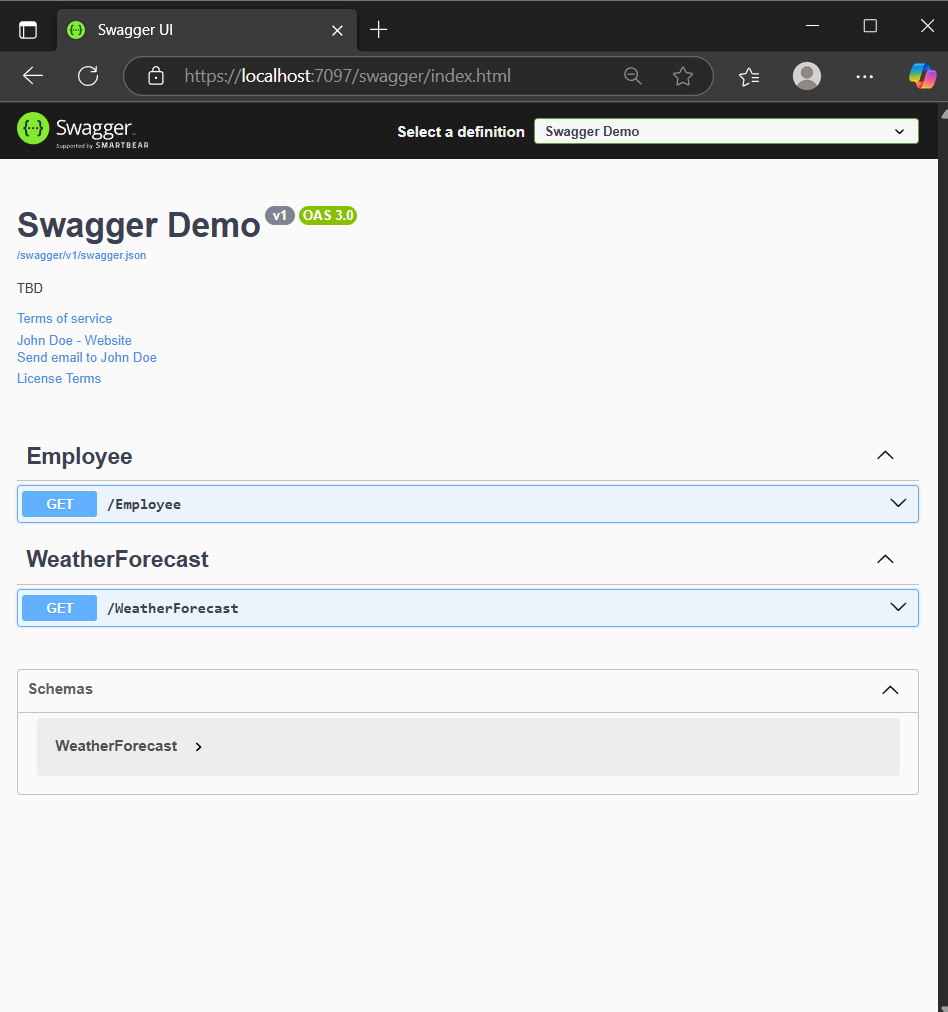 Swagger UI
https://localhost:7097/swagger/index.html
Swagger
Supported by SMARTBEAR
Select a definition
Swagger Demo
Swagger Demo v1 OAS 3.0
/swagger/v1/swagger.json
TBD
Terms of service
John Doe - Website
Send email to John Doe
License Terms
Employee
GET /Employee
WeatherForecast
GET /WeatherForecast
Schemas
WeatherForecast